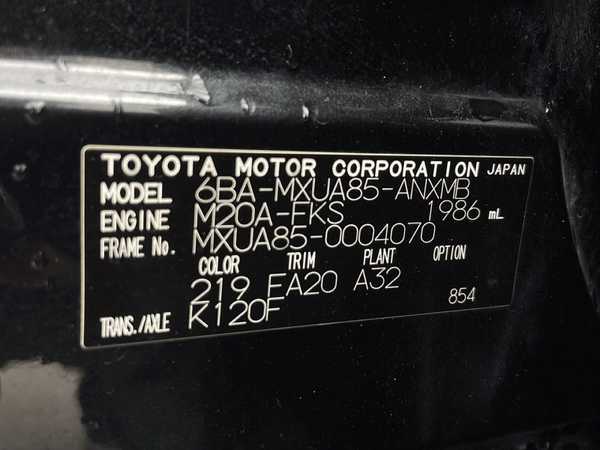 TOYOTA MOTOR CORPORATION JAPAN
MODEL 6BA-MXUA85-ANXMB
ENGINE M20A-FKS 1986 mL
FRAME No. MXUA85-0004070
COLOR TRIM PLANT OPTION
219 FA20 A32
854
TRANS./AXLE K120F